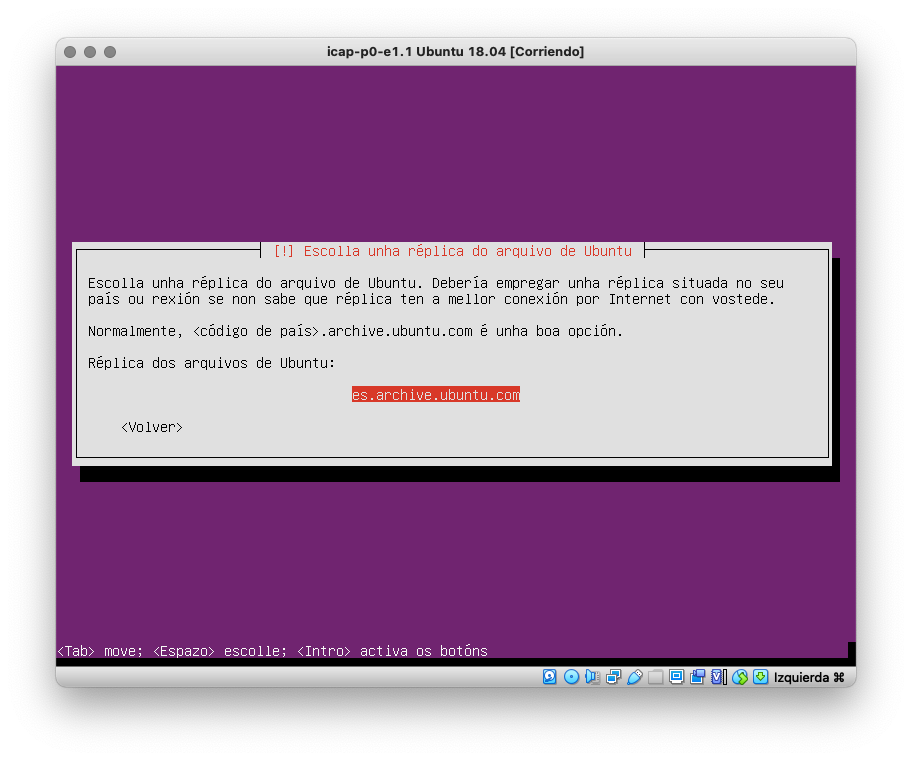 icap-p0-e1.1 Ubuntu 18.04 [Corriendo]
[!] Escolla unha réplica do arquivo de Ubuntu
Escolla unha réplica do arquivo de Ubuntu. Debería empregar unha réplica situada no seu
país ou rexión se non sabe que réplica ten a mellor conexión por Internet con vostede.
Normalmente, <código de país>.archive.ubuntu.com é unha boa opción.
Réplica dos arquivos de Ubuntu:
es.archive.ubuntu.com
<Volver>
<Tab> move; <Espazo> escolle; <Intro> activa os botóns
Izquierda ⌘